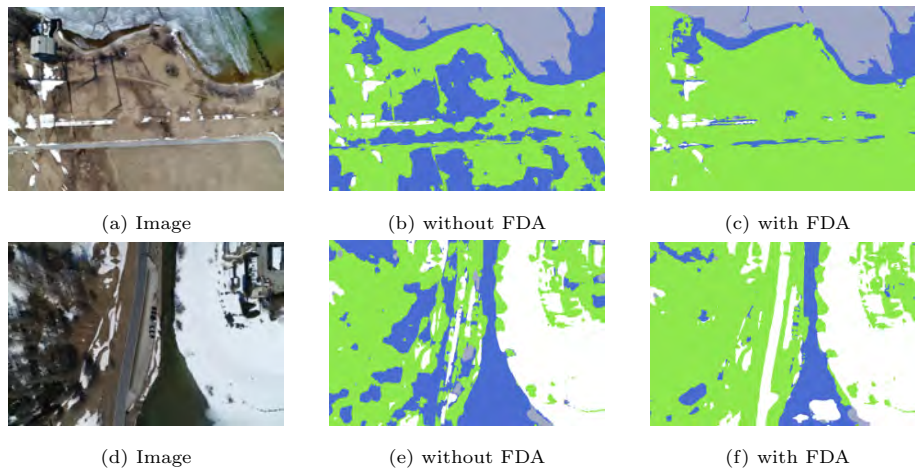 (a) Image
(b) without FDA
(c) with FDA
(d) Image
(e) without FDA
(f) with FDA